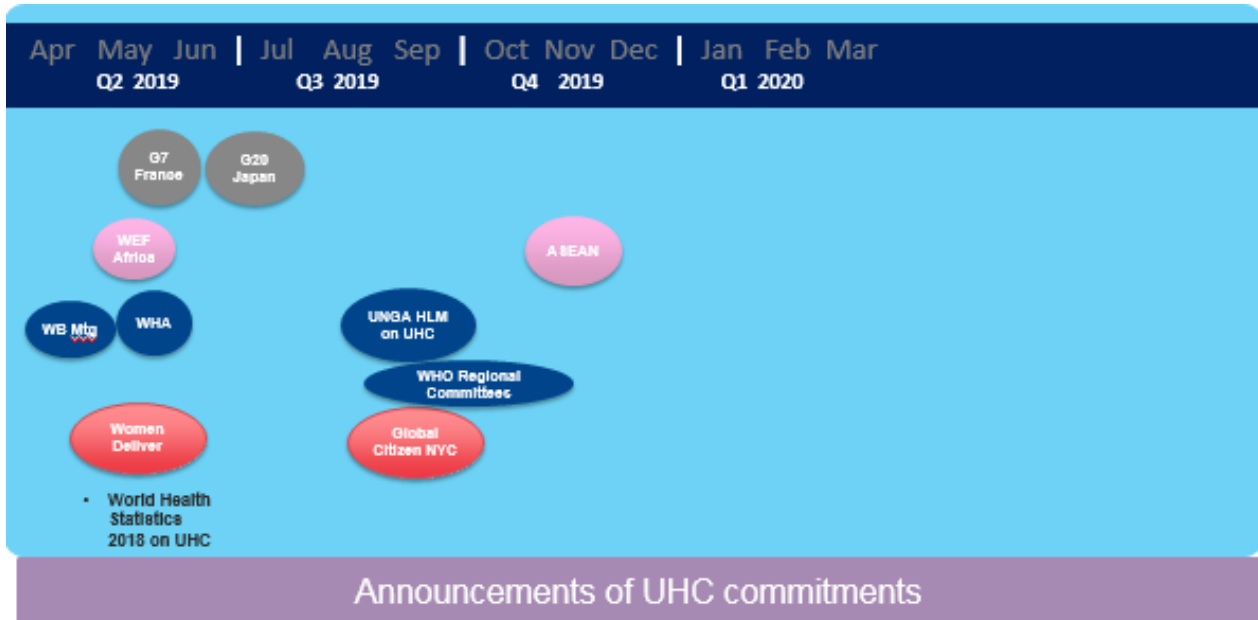 Apr May Jun | Jul Aug Sep | Oct Nov Dec | Jan Feb Mar
Q2 2019 Q3 2019 Q4 2019 Q1 2020
G7
France
G20
Japan
WEF
Africa
ASEAN
WB Mtg
WHA
UNGA HLM
on UHC
WHO Regional
Committees
Women
Deliver
Global
Citizen NYC
• World Health
Statistics
2018 on UHC
Announcements of UHC commitments